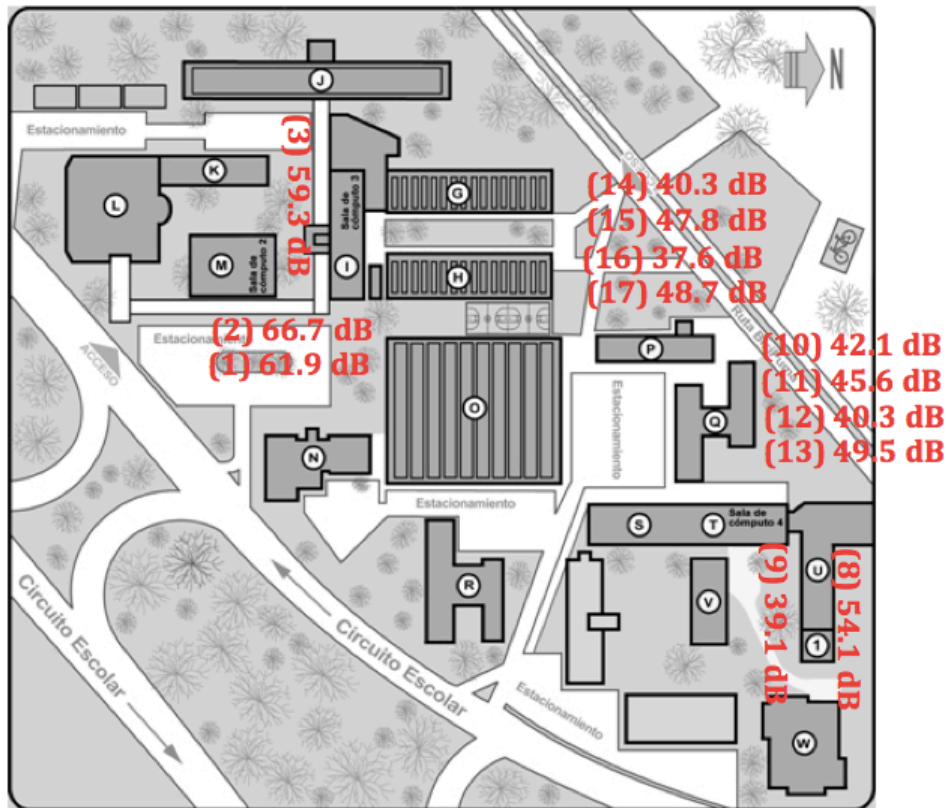 J
N
Estacionamiento
(3) 59.3 dB
K
L
Sala de
cómputo 3
G
(14) 40.3 dB
(15) 47.8 dB
(16) 37.6 dB
(17) 48.7 dB
M
Sala de
cómputo 2
I
H
(2) 66.7 dB
(1) 61.9 dB
ACCESO
P
(10) 42.1 dB
(11) 45.6 dB
(12) 40.3 dB
(13) 49.5 dB
O
Estacionamiento
Q
N
Estacionamiento
S
T
Sala de
cómputo 4
(9) 39.1 dB
(8) 54.1 dB
U
V
R
1
Circuito Escolar
Circuito Escolar
Estacionamiento
W